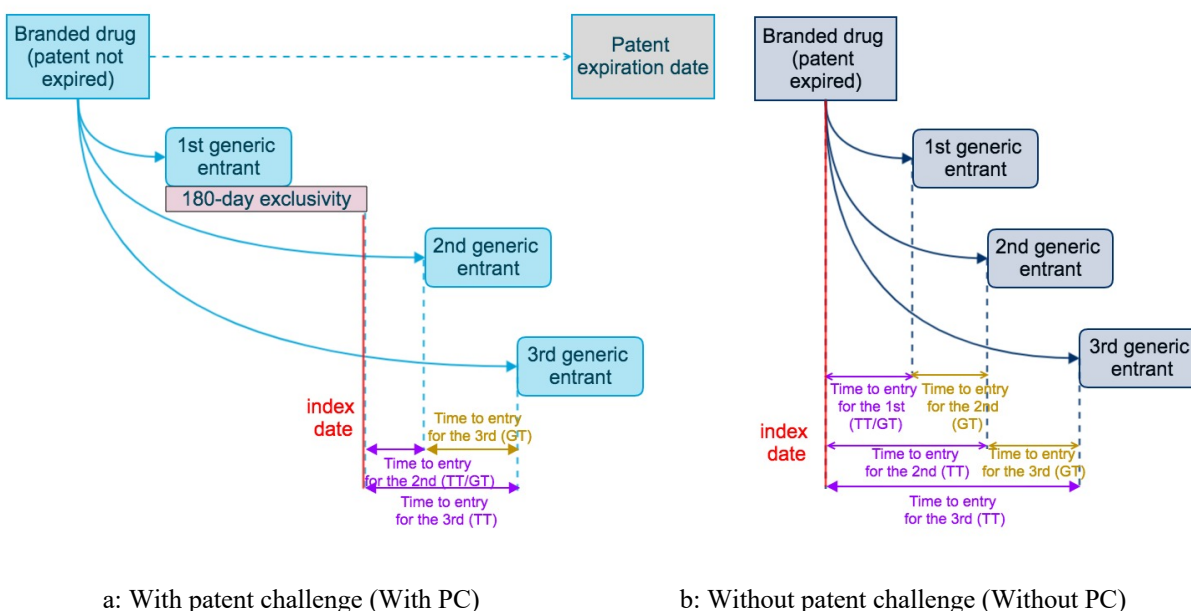 Branded drug
(patent not
expired)
Patent
expiration date
1st generic
entrant
180-day exclusivity
2nd generic
entrant
3rd generic
entrant
index
date
Time to entry
for the 3rd (GT)
Time to entry
for the 2nd (TT/GT)
Time to entry
for the 3rd (TT)
a: With patent challenge (With PC)
Branded drug
(patent
expired)
1st generic
entrant
2nd generic
entrant
3rd generic
entrant
Time to entry
for the 1st
(TT/GT)
Time to entry
for the 2nd
(GT)
index
date
Time to entry
for the 2nd (TT)
Time to entry
for the 3rd (GT)
Time to entry
for the 3rd (TT)
b: Without patent challenge (Without PC)